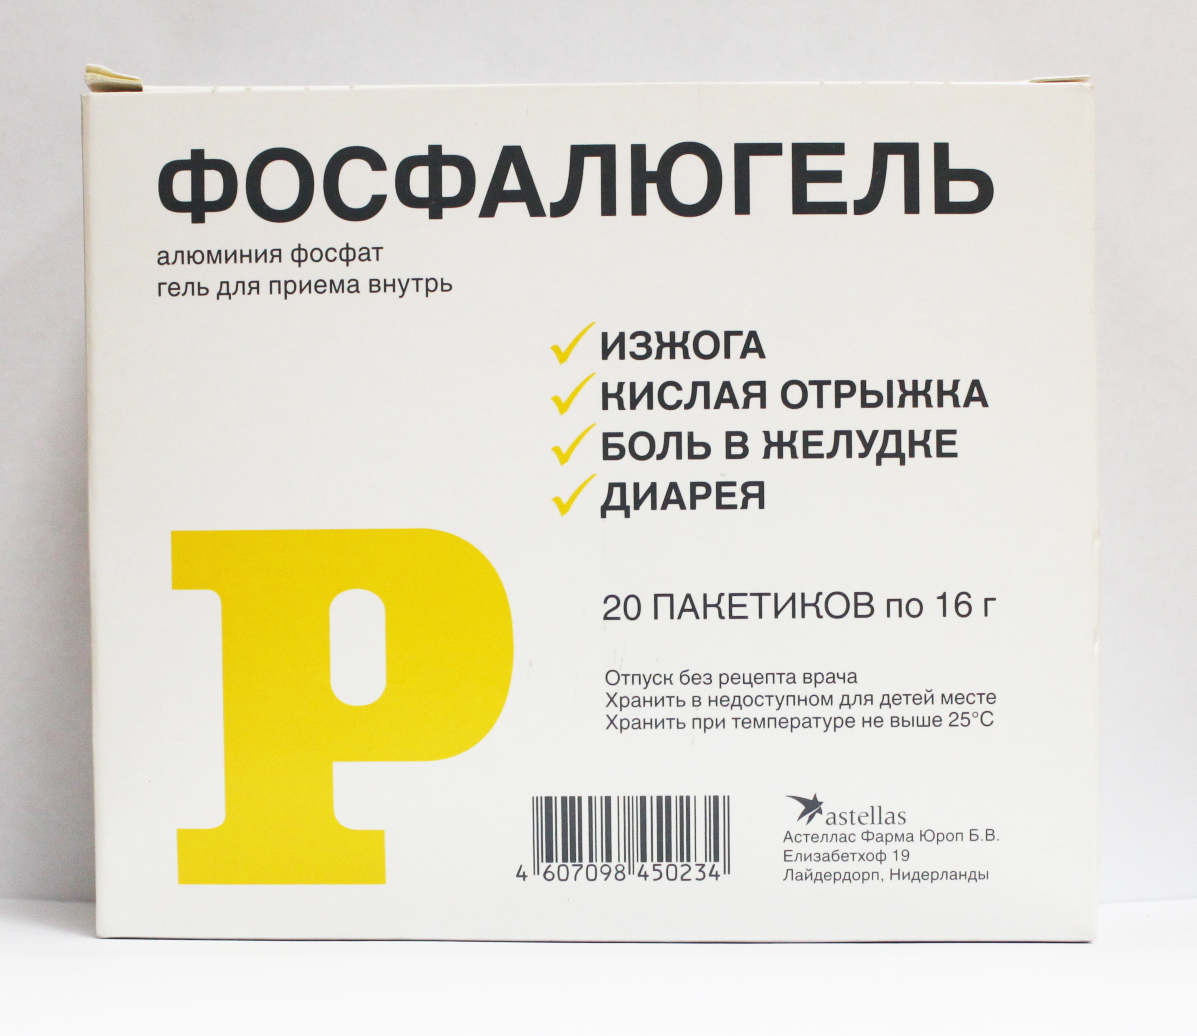 ФОСФАЛЮГЕЛЬ
алюминия фосфат
гель для приема внутрь
ИЗЖОГА
КИСЛАЯ ОТРЫЖКА
БОЛЬ В ЖЕЛУДКЕ
ДИАРЕЯ
P
20 ПАКЕТИКОВ по 16 г
Отпуск без рецепта врача
Хранить в недоступном для детей месте
Хранить при температуре не выше 25°С
4 607098 450234
astellas
Астеллас Фарма Юроп Б.В.
Елизабетхоф 19
Лайдердорп, Нидерланды